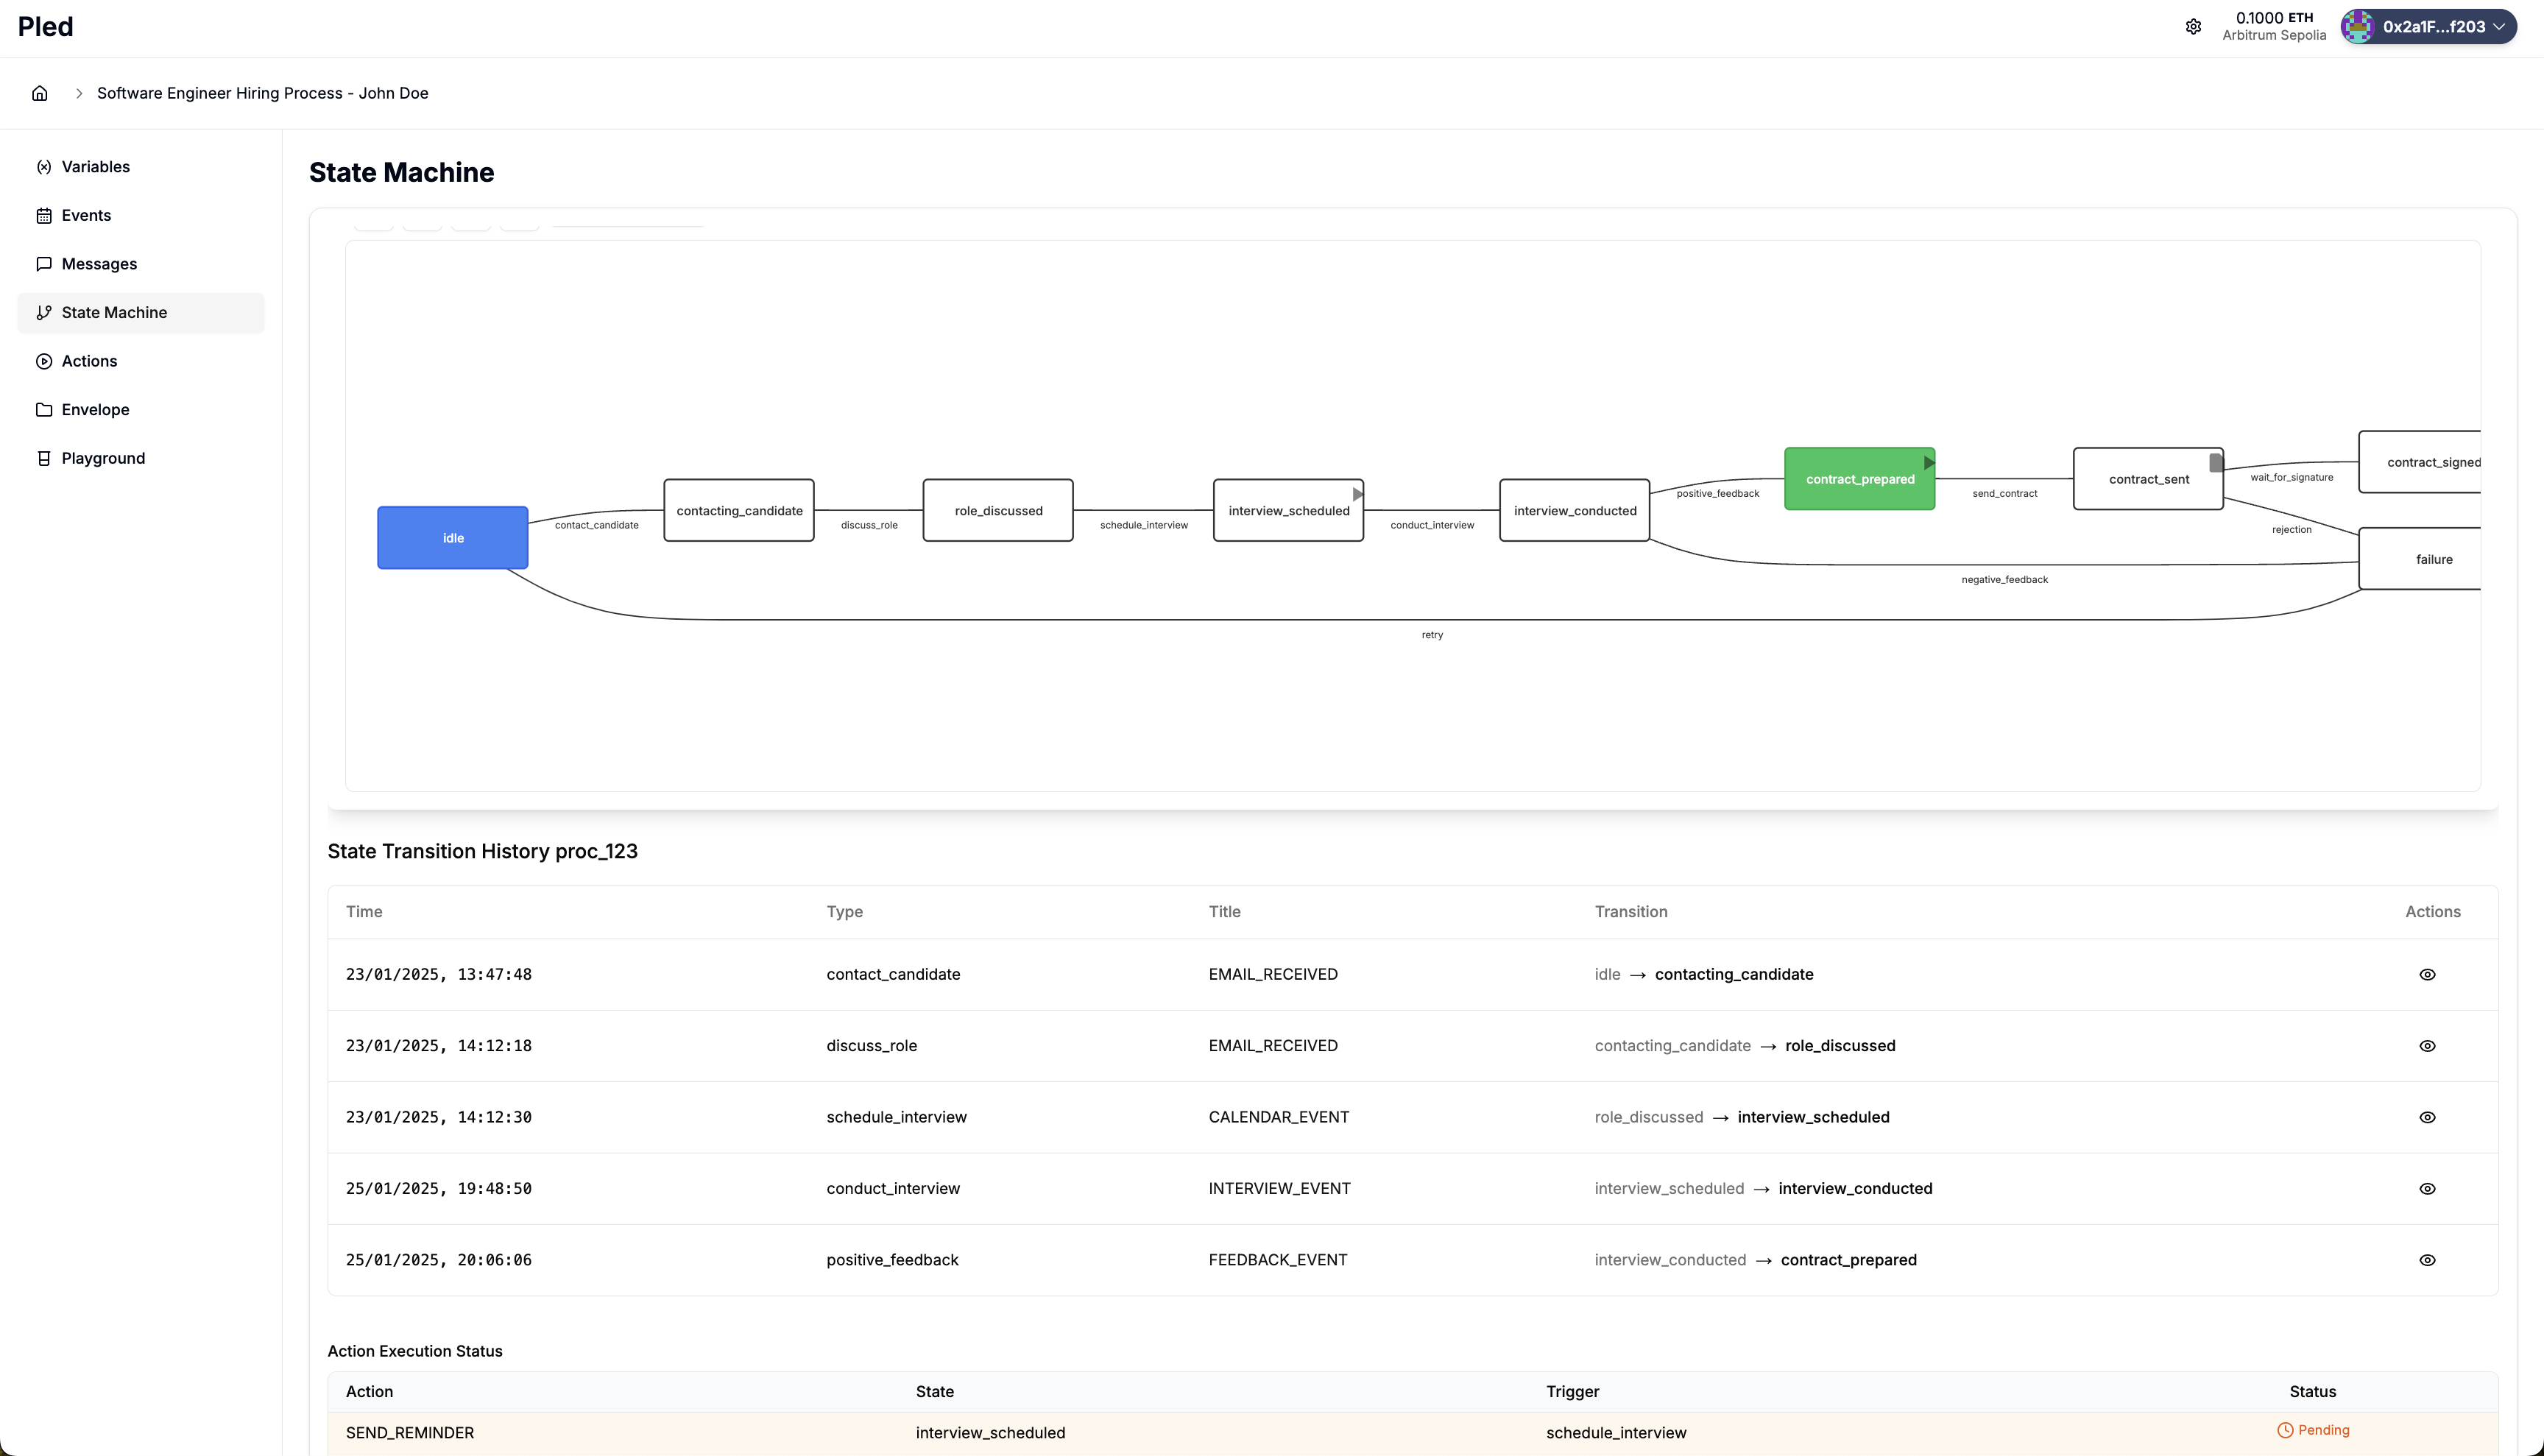 Pled
0.1000 ETH
Arbitrum Sepolia
0x2a1F...f203
Software Engineer Hiring Process - John Doe
Variables
Events
Messages
State Machine
Actions
Envelope
Playground
State Machine
idle
contact_candidate
contacting_candidate
discuss_role
role_discussed
schedule_interview
interview_scheduled
conduct_interview
interview_conducted
positive_feedback
contract_prepared
send_contract
contract_sent
wait_for_signature
contract_signed
rejection
failure
negative_feedback
retry
State Transition History proc_123
Time Type Title Transition Actions
23/01/2025, 13:47:48 contact_candidate EMAIL_RECEIVED idle → contacting_candidate
23/01/2025, 14:12:18 discuss_role EMAIL_RECEIVED contacting_candidate → role_discussed
23/01/2025, 14:12:30 schedule_interview CALENDAR_EVENT role_discussed → interview_scheduled
25/01/2025, 19:48:50 conduct_interview INTERVIEW_EVENT interview_scheduled → interview_conducted
25/01/2025, 20:06:06 positive_feedback FEEDBACK_EVENT interview_conducted → contract_prepared
Action Execution Status
Action State Trigger Status
SEND_REMINDER interview_scheduled schedule_interview Pending